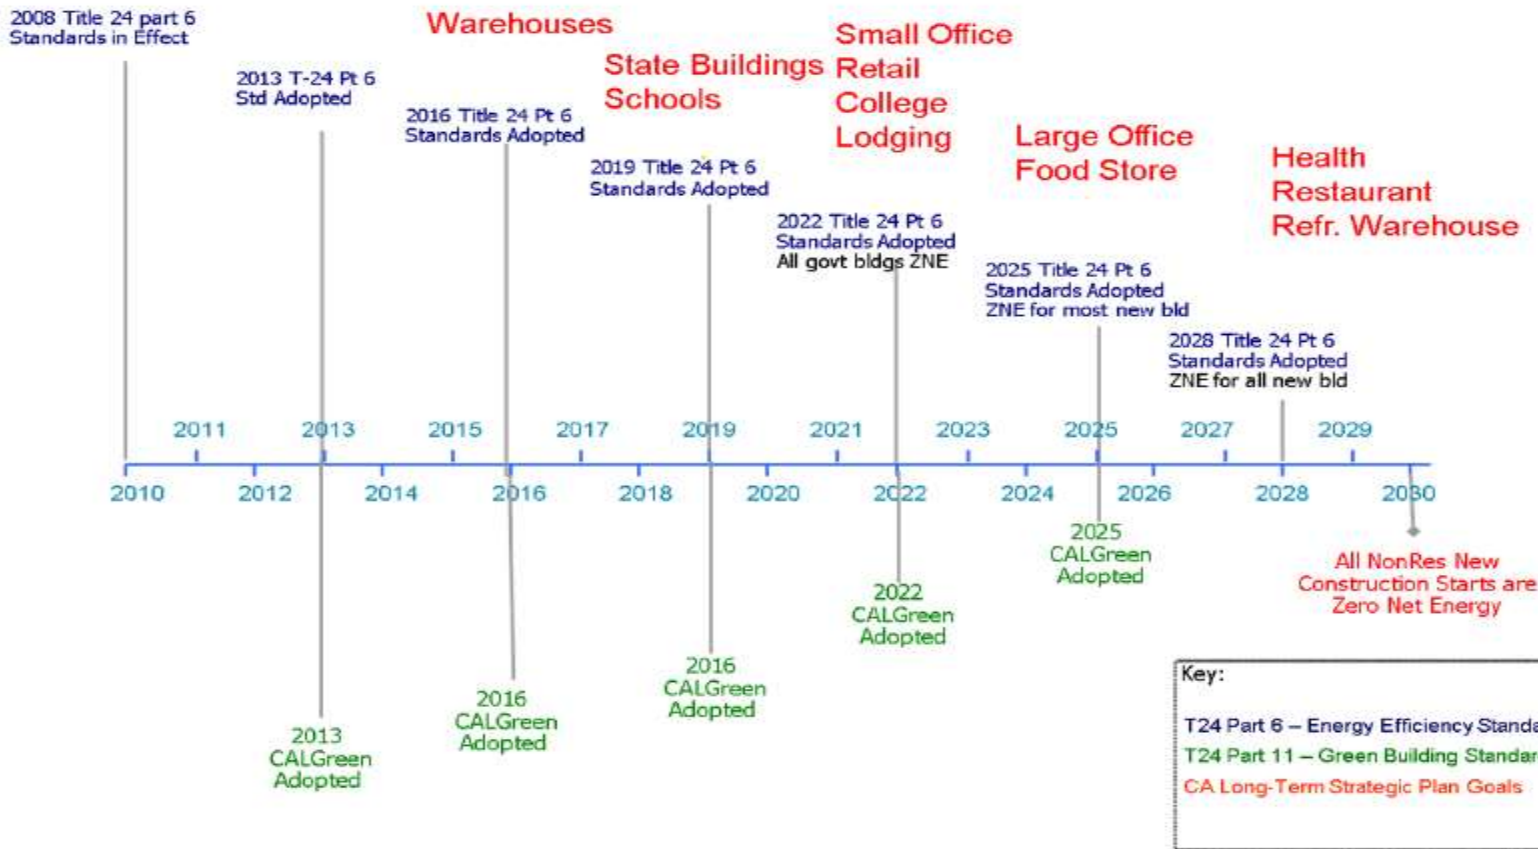 2008 Title 24 part 6
Standards in Effect
Warehouses
2013 T-24 Pt 6
Std Adopted
2016 Title 24 Pt 6
Standards Adopted
State Buildings
Schools
2019 Title 24 Pt 6
Standards Adopted
Small Office
Retail
College
Lodging
2022 Title 24 Pt 6
Standards Adopted
All govt bldgs ZNE
Large Office
Food Store
2025 Title 24 Pt 6
Standards Adopted
ZNE for most new bld
Health
Restaurant
Refr. Warehouse
2028 Title 24 Pt 6
Standards Adopted
ZNE for all new bld
2011 2013 2015 2017 2019 2021 2023 2025 2027 2029
2010 2012 2014 2016 2018 2020 2022 2024 2026 2028 2030
2013
CALGreen
Adopted
2016
CALGreen
Adopted
2016
CALGreen
Adopted
2022
CALGreen
Adopted
2025
CALGreen
Adopted
All NonRes New
Construction Starts are
Zero Net Energy
Key:
T24 Part 6 – Energy Efficiency Standa
T24 Part 11 – Green Building Standar
CA Long-Term Strategic Plan Goals